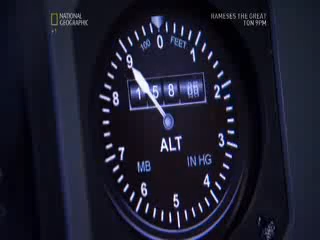 NATIONAL
GEOGRAPHIC
+1
RAMESES THE GREAT
TON 9PM
0
100 FEET
9 1
1 5 8
8 2
3
ALT
MB IN HG
7 4
6 5